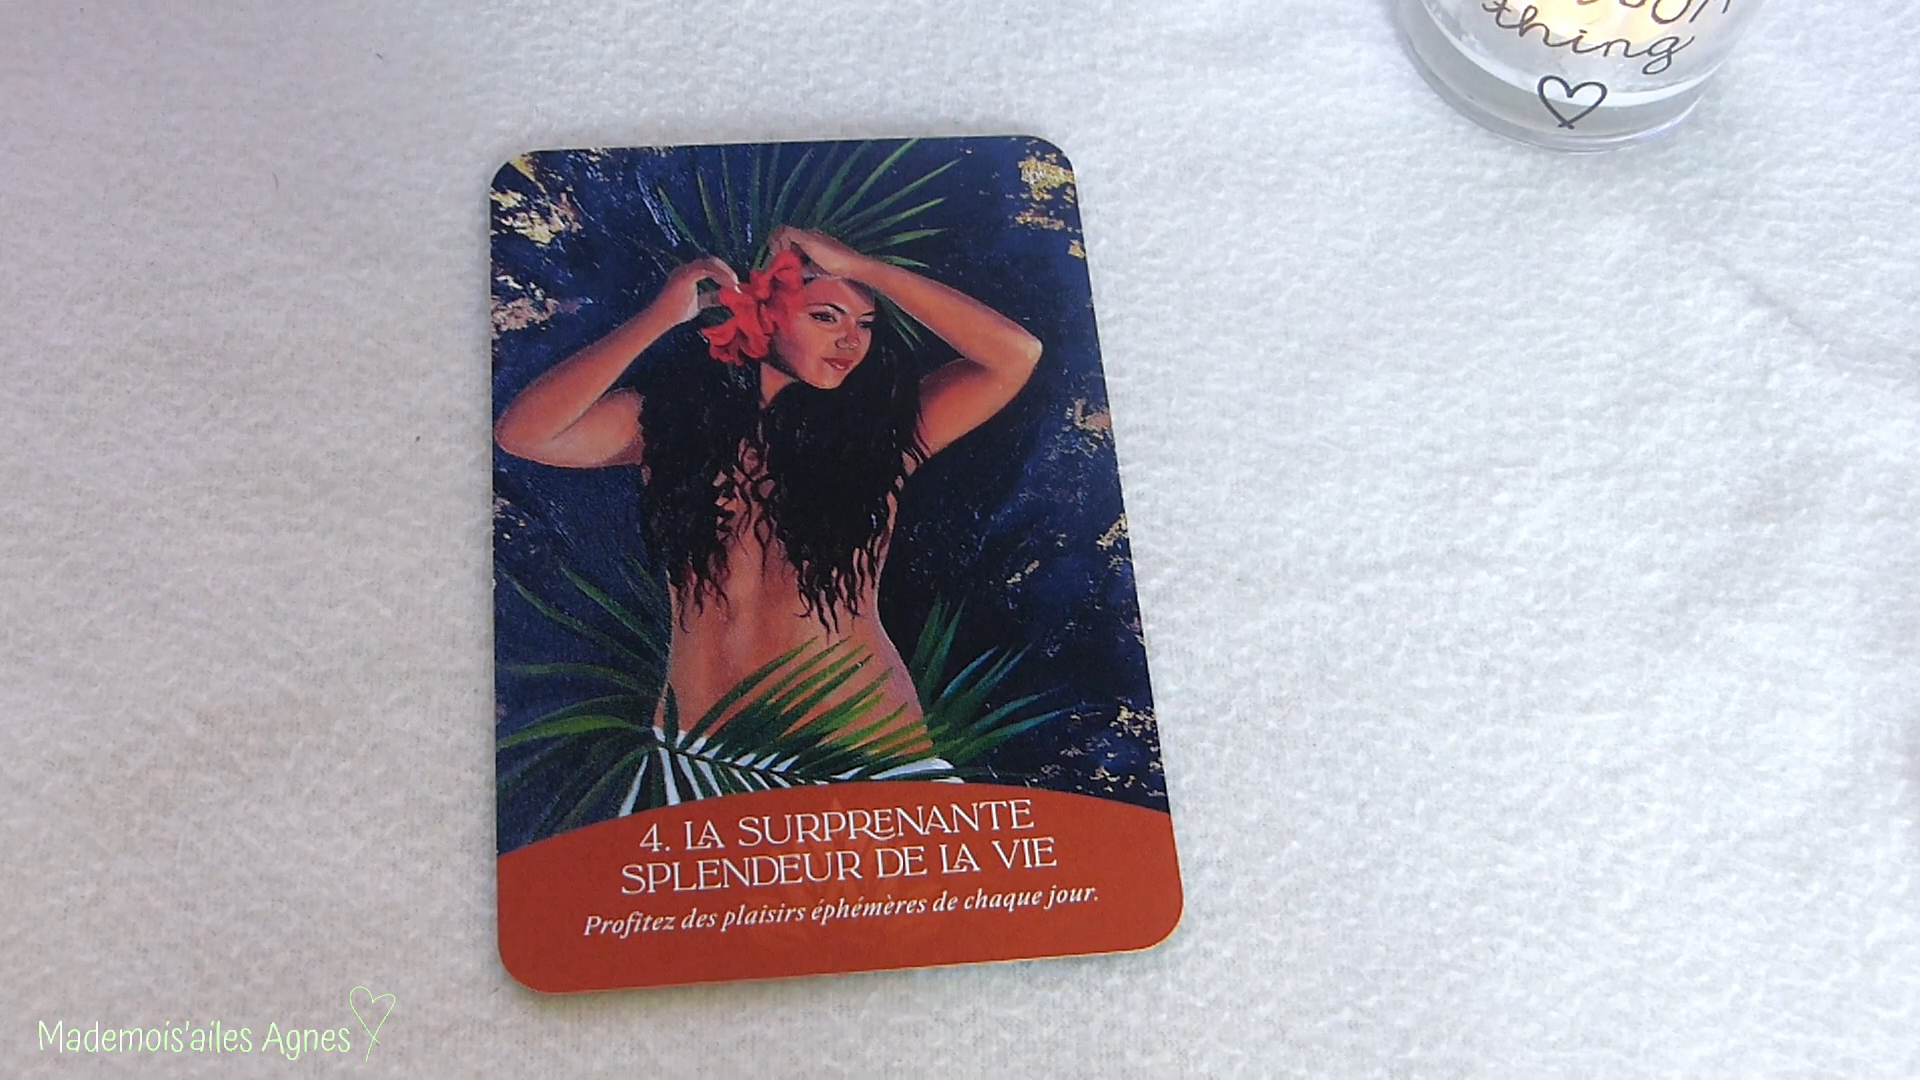 thing
4. LA SURPRENANTE
SPLENDEUR DE LA VIE
Profitez des plaisirs éphémères de chaque jour.
Mademois'ailes Agnes